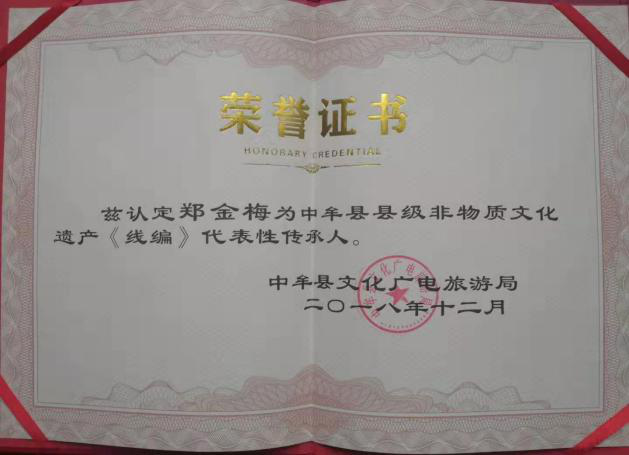 荣誉证书
HONORARY CREDENTIAL
兹认定郑金梅为中牟县县级非物质文化
遗产《线编》代表性传承人。
中牟县文化广电旅游局
二〇一八年十二月